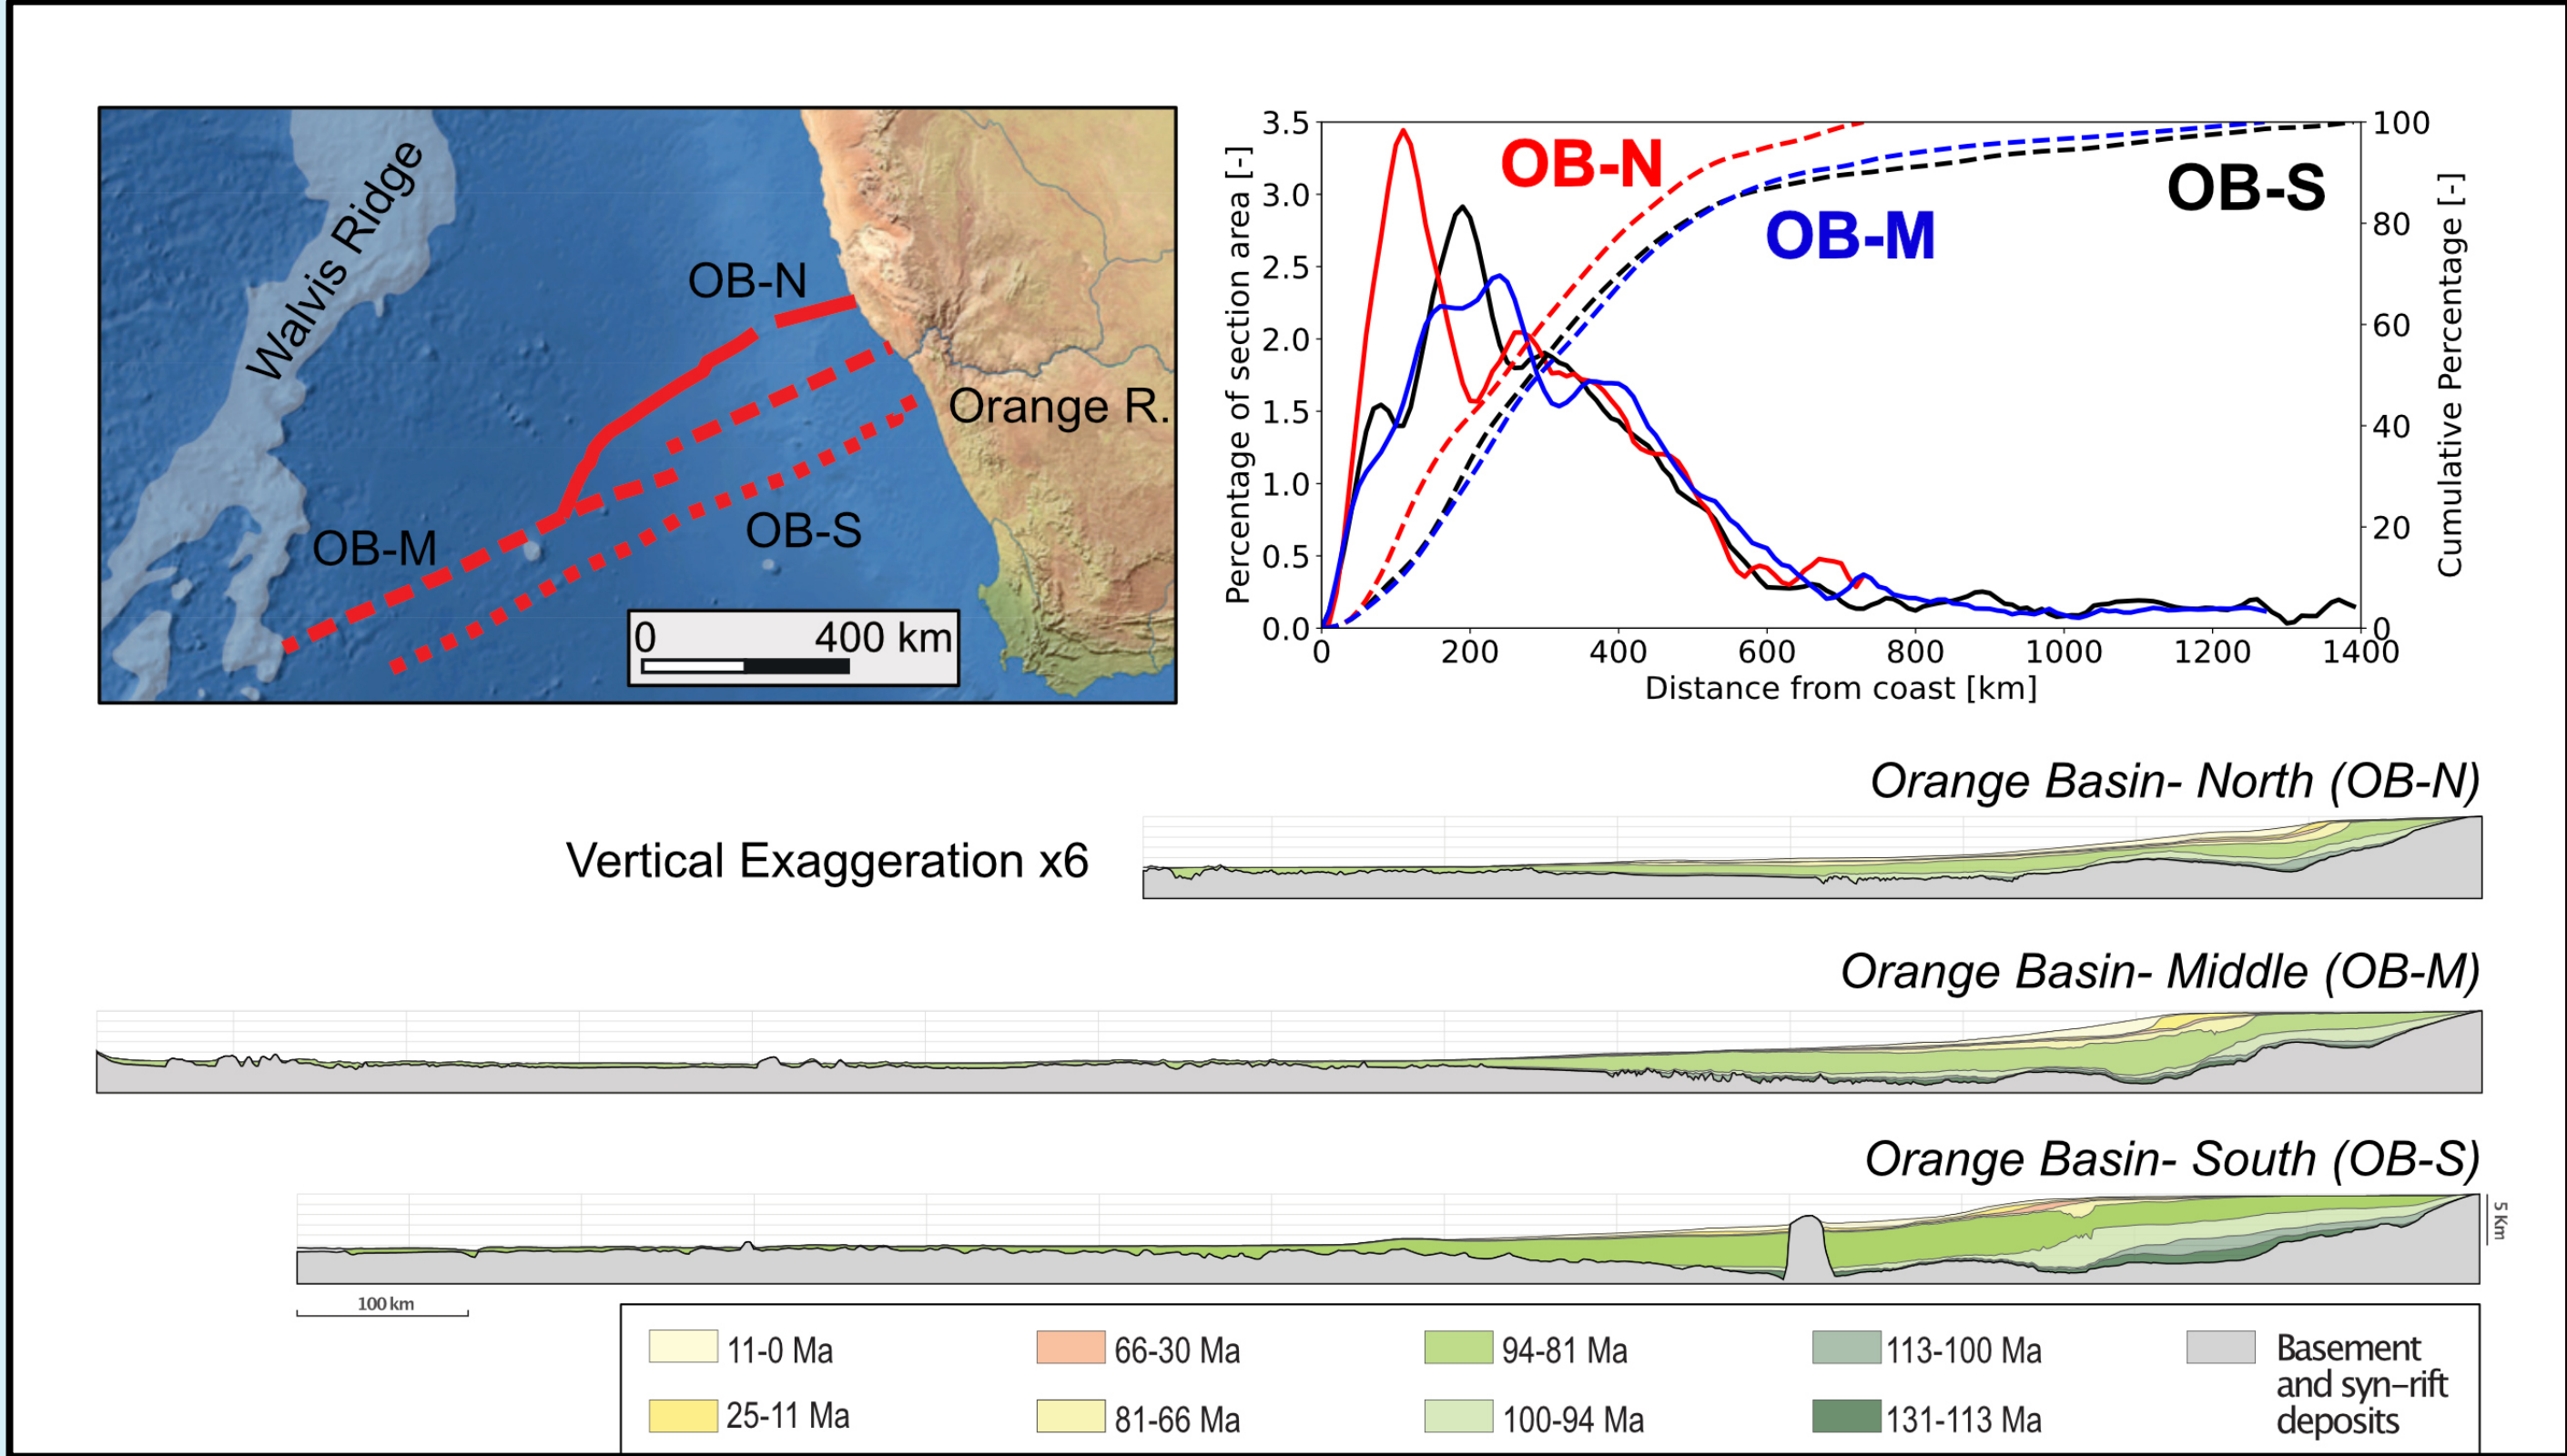 Walvis Ridge
OB-N
Orange R.
OB-M
OB-S
0 400 km
3.5
3.0
2.5
2.0
1.5
1.0
0.5
0.0
Percentage of section area [-]
OB-N
OB-M
OB-S
100
80
60
40
20
0
Cumulative Percentage [-]
0 200 400 600 800 1000 1200 1400
Distance from coast [km]
Orange Basin- North (OB-N)
Vertical Exaggeration x6
Orange Basin- Middle (OB-M)
Orange Basin- South (OB-S)
5 Km
100 km
11-0 Ma 66-30 Ma 94-81 Ma 113-100 Ma Basement
and syn–rift
25-11 Ma 81-66 Ma 100-94 Ma 131-113 Ma deposits